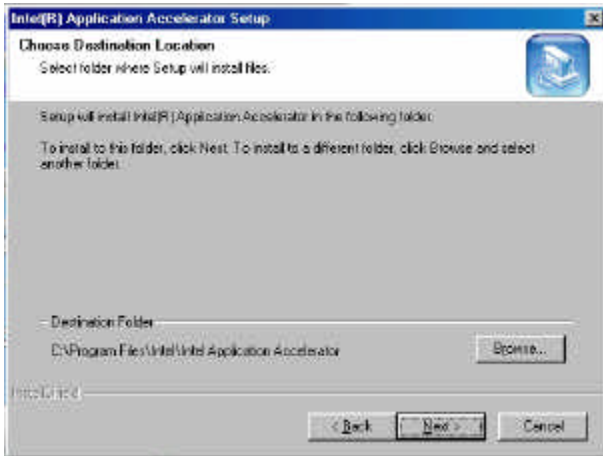 Intel(R) Application Accelerator Setup
Choose Destination Location
Select folder where Setup will install files.
Setup will install Intel(R) Application Accelerator in the following folder.
To install to this folder, click Next. To install to a different folder, click Browse and select
another folder.
Destination Folder
C:\Program Files\Intel\Intel Application Accelerator
Browse...
InstallShield
< Back
Next >
Cancel